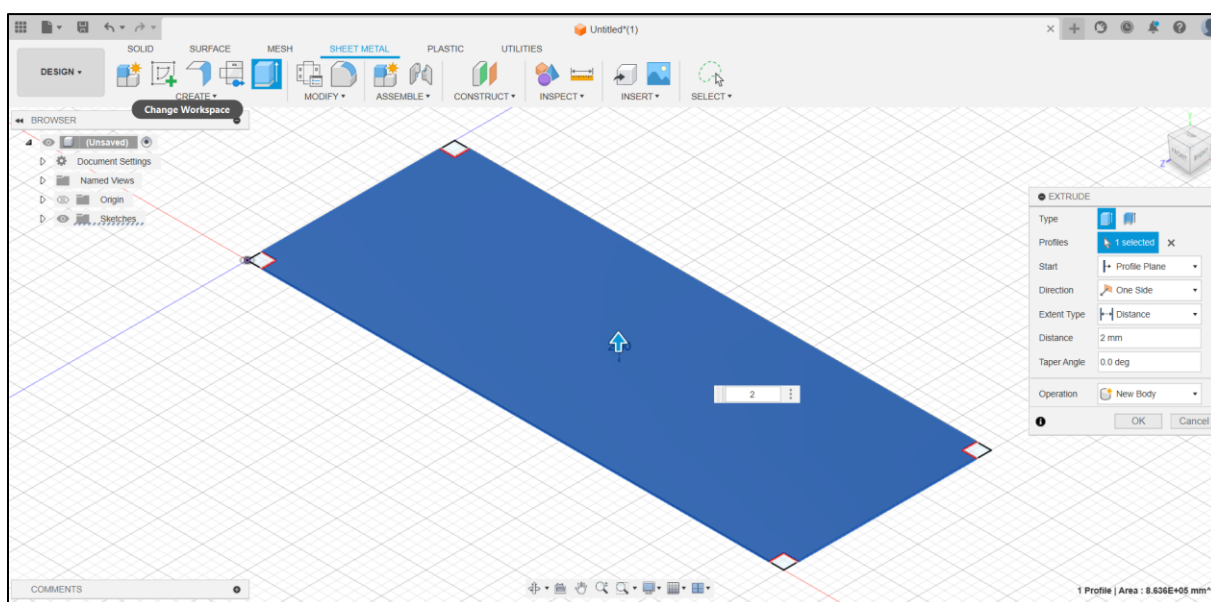 Untitled*(1)
SOLID SURFACE MESH SHEET METAL PLASTIC UTILITIES
DESIGN
CREATE MODIFY ASSEMBLE CONSTRUCT INSPECT INSERT SELECT
Change Workspace
BROWSER
(Unsaved)
Document Settings
Named Views
Origin
Sketches
Y
Z
FRONT
RIGHT
EXTRUDE
Type
Profiles 1 selected
Start Profile Plane
Direction One Side
Extent Type Distance
Distance 2 mm
Taper Angle 0.0 deg
Operation New Body
OK Cancel
2
COMMENTS
1 Profile | Area : 8.636E+05 mm^